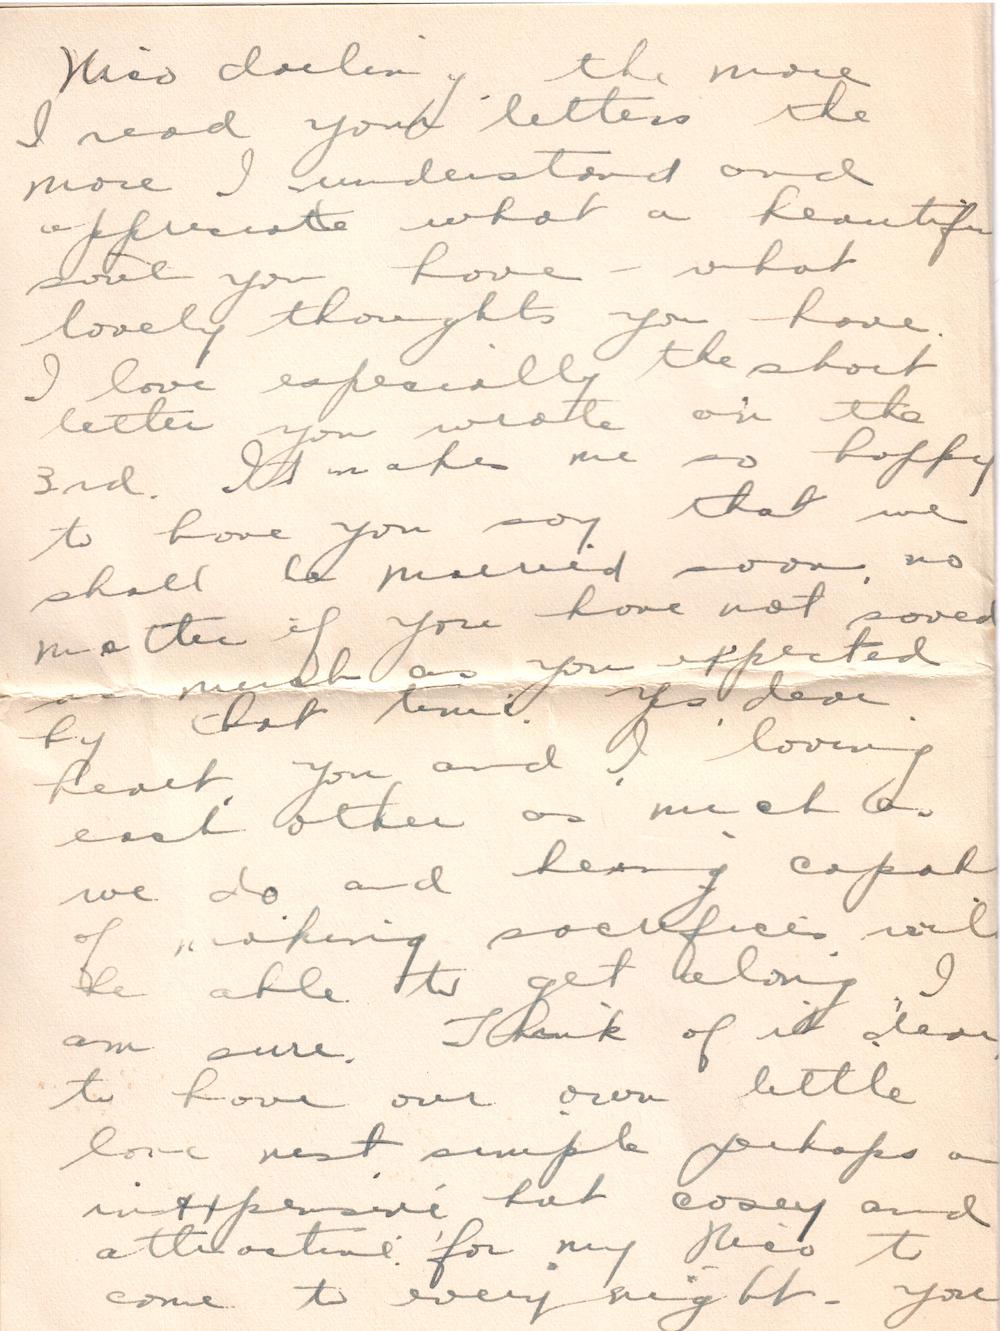 Nico darling the more
I read your letters the
more I understand and
appreciate what a beautifu
soul you have – what
lovely thoughts you have.
I love especially the short
letter you wrote on the
3rd. It makes me so happy
to have you say that we
shall be married soon, no
matter if you have not saved
as much as you expected
by that time. Yes, dear
heart, you and I, loving
each other as much as
we do and being capab
of making sacrifices will
be able to get along, I
am sure. Think of it dear,
to have our own little
love nest simple perhaps an
inexpensive but cosey and
attractive for my Nico to
come to every night. You